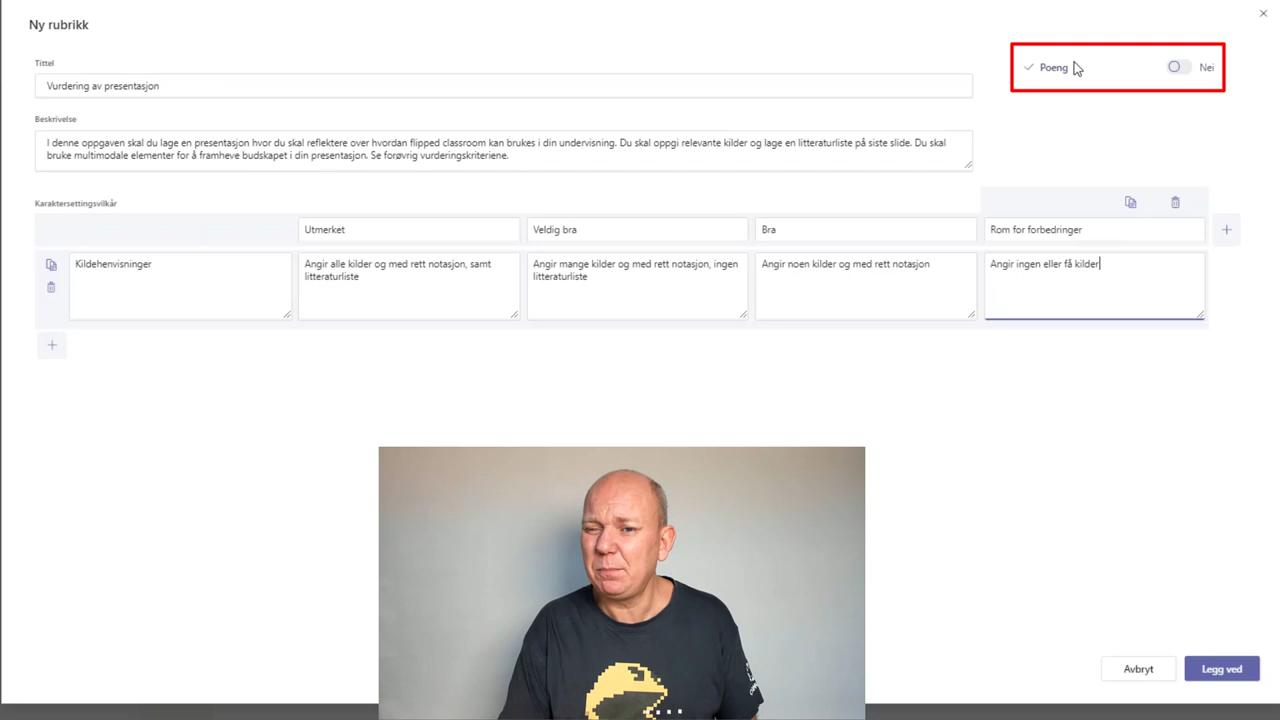 Ny rubrikk
Tittel
Vurdering av presentasjon
Poeng
Nei
Beskrivelse
I denne oppgaven skal du lage en presentasjon hvor du skal reflektere over hvordan flipped classroom kan brukes i din undervisning. Du skal oppgi relevante kilder og lage en litteraturliste på siste slide. Du skal
bruke multimodale elementer for å framheve budskapet i din presentasjon. Se forøvrig vurderingskriteriene.
Karaktersettingsvilkår
Utmerket
Veldig bra
Bra
Rom for forbedringer
Kildehenvisninger
Angir alle kilder og med rett notasjon, samt
litteraturliste
Angir mange kilder og med rett notasjon, ingen
litteraturliste
Angir noen kilder og med rett notasjon
Angir ingen eller få kilder
Avbryt
Legg ved